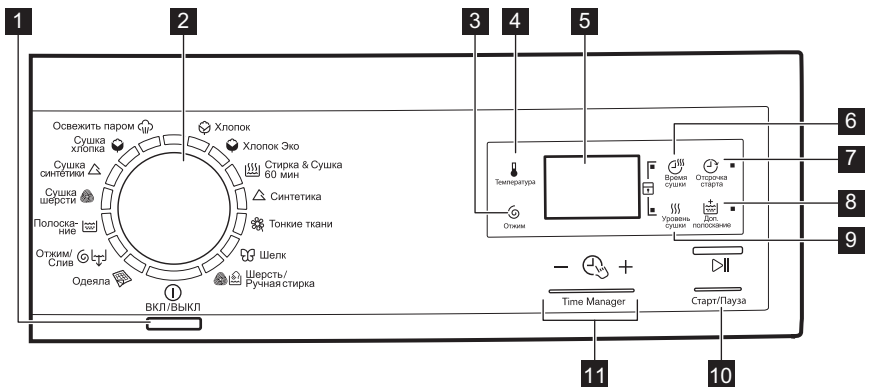 1
2
3
4
5
6
7
8
9
10
11
Освежить паром
Сушка
хлопка
Сушка
синтетики
Сушка
шерсти
Полоска-
ние
Отжим/
Слив
Одеяла
Хлопок
Хлопок Эко
Стирка & Сушка
60 мин
Синтетика
Тонкие ткани
Шелк
Шерсть/
Ручная стирка
ВКЛ/ВЫКЛ
Температура
Отжим
Время
сушки
Отсрочка
старта
Уровень
сушки
Доп.
полоскание
Time Manager
Старт/Пауза